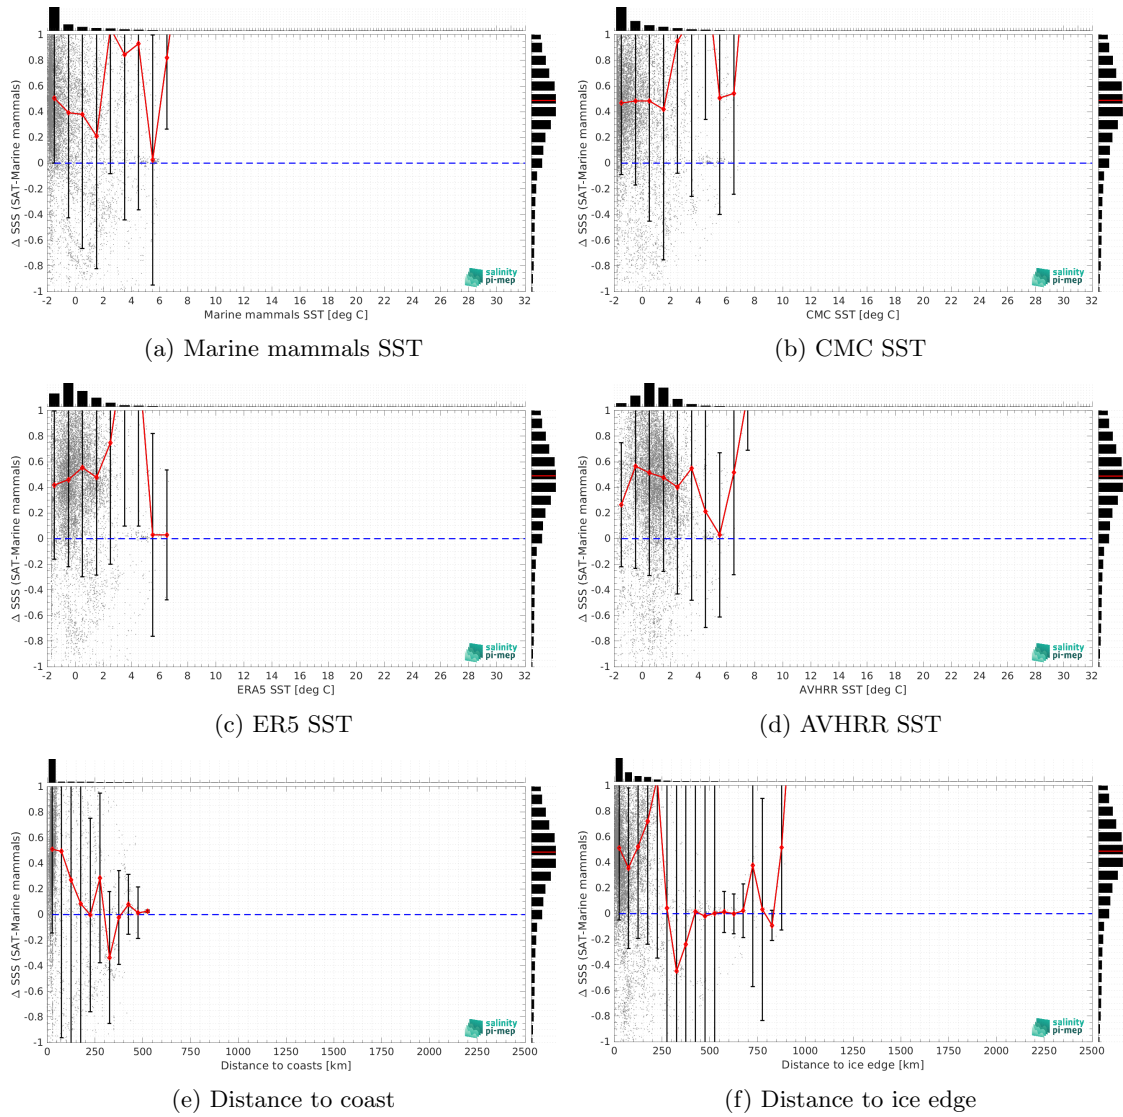 1
0.8
0.6
0.4
0.2
0
-0.2
-0.4
-0.6
-0.8
-1
Δ SSS (SAT-Marine mammals)
salinity
pi-mep
-2 0 2 4 6 8 10 12 14 16 18 20 22 24 26 28 30 32
Marine mammals SST [deg C]
(a) Marine mammals SST
1
0.8
0.6
0.4
0.2
0
-0.2
-0.4
-0.6
-0.8
-1
Δ SSS (SAT-Marine mammals)
salinity
pi-mep
-2 0 2 4 6 8 10 12 14 16 18 20 22 24 26 28 30 32
CMC SST [deg C]
(b) CMC SST
1
0.8
0.6
0.4
0.2
0
-0.2
-0.4
-0.6
-0.8
-1
Δ SSS (SAT-Marine mammals)
salinity
pi-mep
-2 0 2 4 6 8 10 12 14 16 18 20 22 24 26 28 30 32
ERA5 SST [deg C]
(c) ER5 SST
1
0.8
0.6
0.4
0.2
0
-0.2
-0.4
-0.6
-0.8
-1
Δ SSS (SAT-Marine mammals)
salinity
pi-mep
-2 0 2 4 6 8 10 12 14 16 18 20 22 24 26 28 30 32
AVHRR SST [deg C]
(d) AVHRR SST
1
0.8
0.6
0.4
0.2
0
-0.2
-0.4
-0.6
-0.8
-1
Δ SSS (SAT-Marine mammals)
salinity
pi-mep
0 250 500 750 1000 1250 1500 1750 2000 2250 2500
Distance to coasts [km]
(e) Distance to coast
1
0.8
0.6
0.4
0.2
0
-0.2
-0.4
-0.6
-0.8
-1
Δ SSS (SAT-Marine mammals)
salinity
pi-mep
0 250 500 750 1000 1250 1500 1750 2000 2250 2500
Distance to ice edge [km]
(f) Distance to ice edge